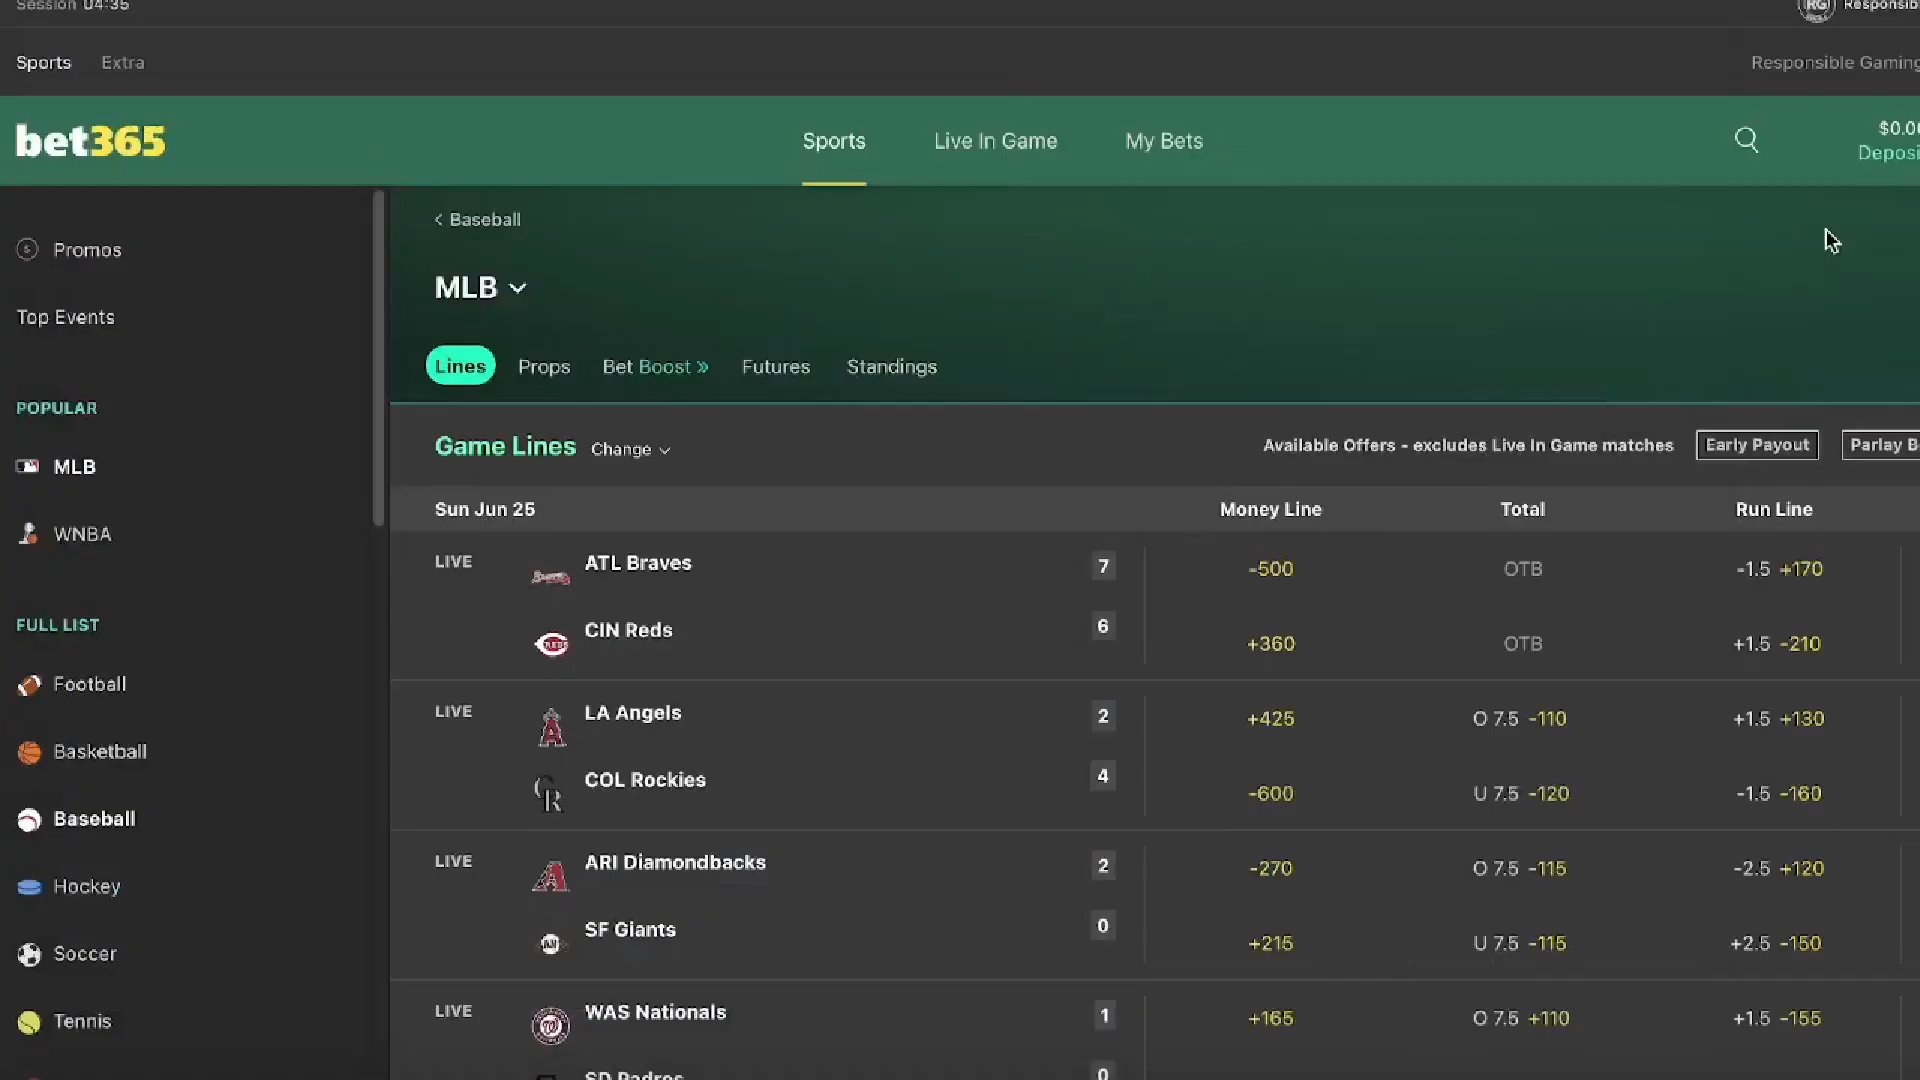 Session 04:35
RG
Sports Extra
Responsible Gaming
bet365
Sports Live In Game My Bets
Deposi
Promos
Top Events
POPULAR
MLB
WNBA
FULL LIST
Football
Basketball
Baseball
Hockey
Soccer
Tennis
< Baseball
MLB
Lines Props Bet Boost » Futures Standings
Game Lines Change
Available Offers - excludes Live In Game matches Early Payout Parlay B
Sun Jun 25 Money Line Total Run Line
LIVE ATL Braves 7 -500 OTB -1.5 +170
CIN Reds 6 +360 OTB +1.5 -210
LIVE LA Angels 2 +425 O 7.5 -110 +1.5 +130
COL Rockies 4 -600 U 7.5 -120 -1.5 -160
LIVE ARI Diamondbacks 2 -270 O 7.5 -115 -2.5 +120
SF Giants 0 +215 U 7.5 -115 +2.5 -150
LIVE WAS Nationals 1 +165 O 7.5 +110 +1.5 -155
SD Padres 0